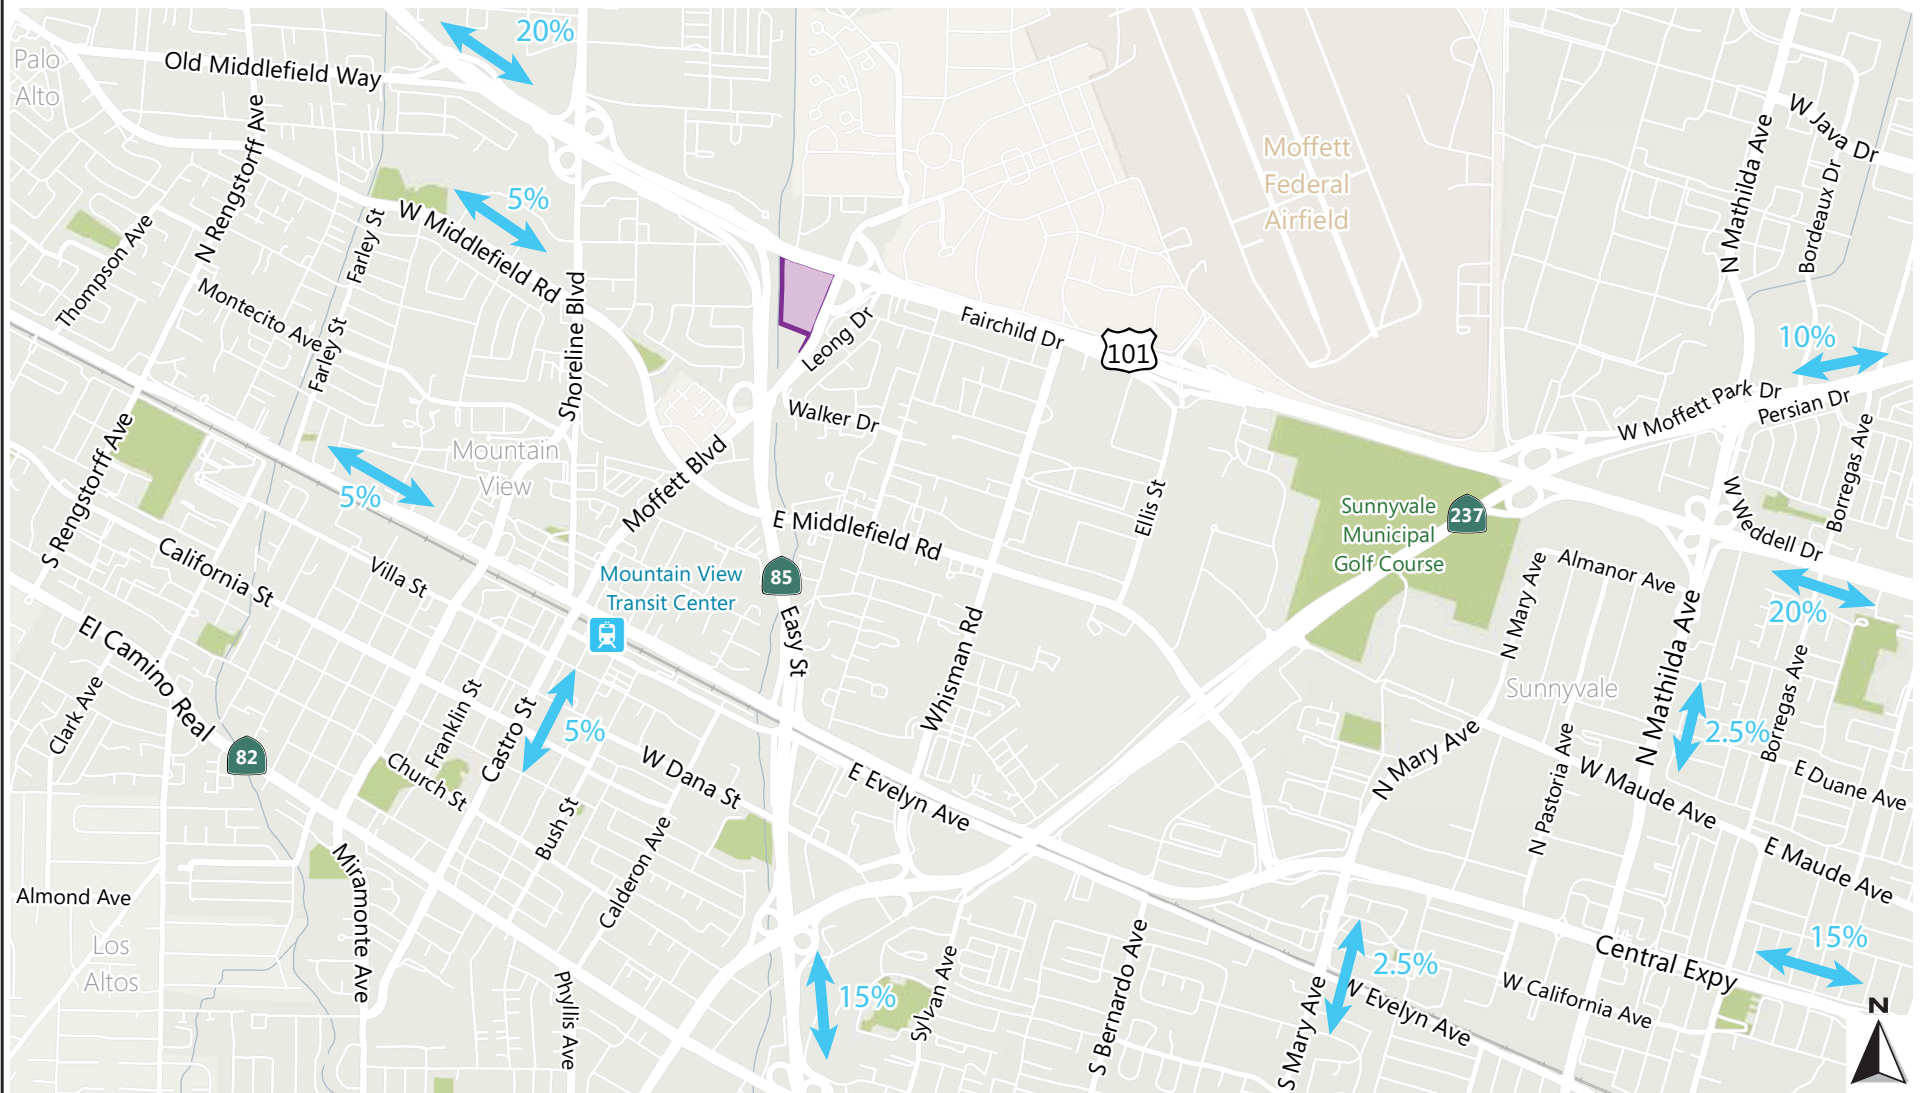 20%
Palo
Alto
Old Middlefield Way
N Rengstorff Ave
Moffett
Federal
Airfield
N Mathilda Ave
W Java Dr
Bordeaux Dr
5%
W Middlefield Rd
Farley St
Thompson Ave
Montecito Ave
Farley St
Shoreline Blvd
Leong Dr
Fairchild Dr
101
10%
W Moffett Park Dr
Persian Dr
Borregas Ave
Walker Dr
S Rengstorff Ave
Mountain
View
5%
Moffett Blvd
E Middlefield Rd
Ellis St
Sunnyvale
Municipal
Golf Course
237
W Weddell Dr
California St
Villa St
Mountain View
Transit Center
85
Easy St
Whisman Rd
N Mary Ave
Almanor Ave
20%
El Camino Real
82
Clark Ave
Franklin St
Church St
Castro St
5%
W Dana St
Bush St
Calderon Ave
E Evelyn Ave
Sunnyvale
N Mathilda Ave
2.5%
Borregas Ave
N Mary Ave
N Pastoria Ave
W Maude Ave
E Duane Ave
E Maude Ave
Almond Ave
Miramonte Ave
Los
Altos
Phyllis Ave
15%
Sylvan Ave
S Bernardo Ave
2.5%
S Mary Ave
W Evelyn Ave
W California Ave
Central Expy
15%
N